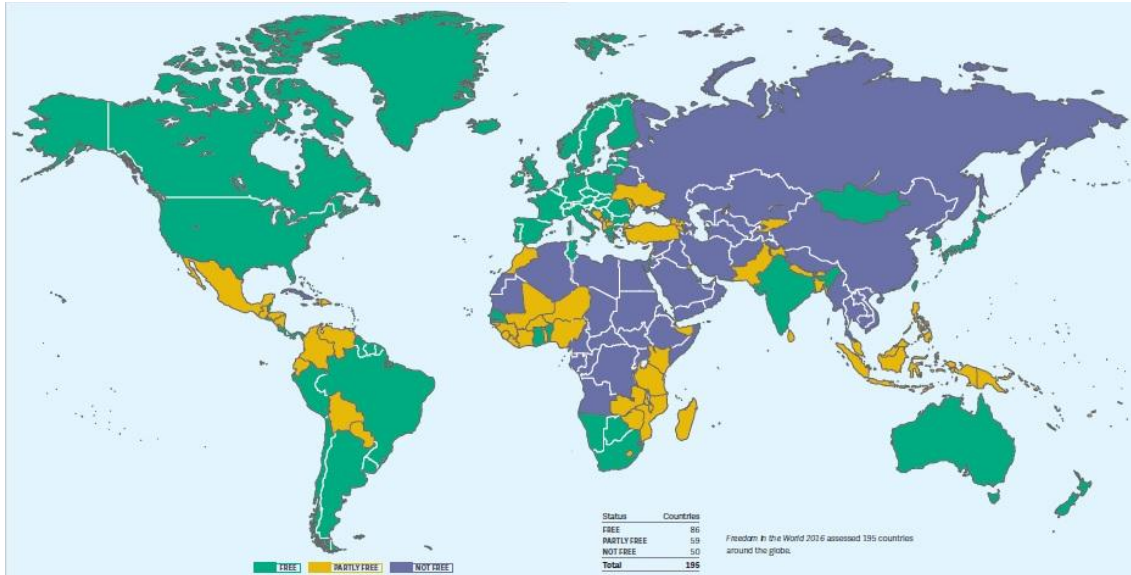 Status Countries
FREE 86
PARTLY FREE 59
NOT FREE 50
Total 195
Freedom in the World 2016 assessed 195 countries
around the globe.
FREE PARTLY FREE NOT FREE